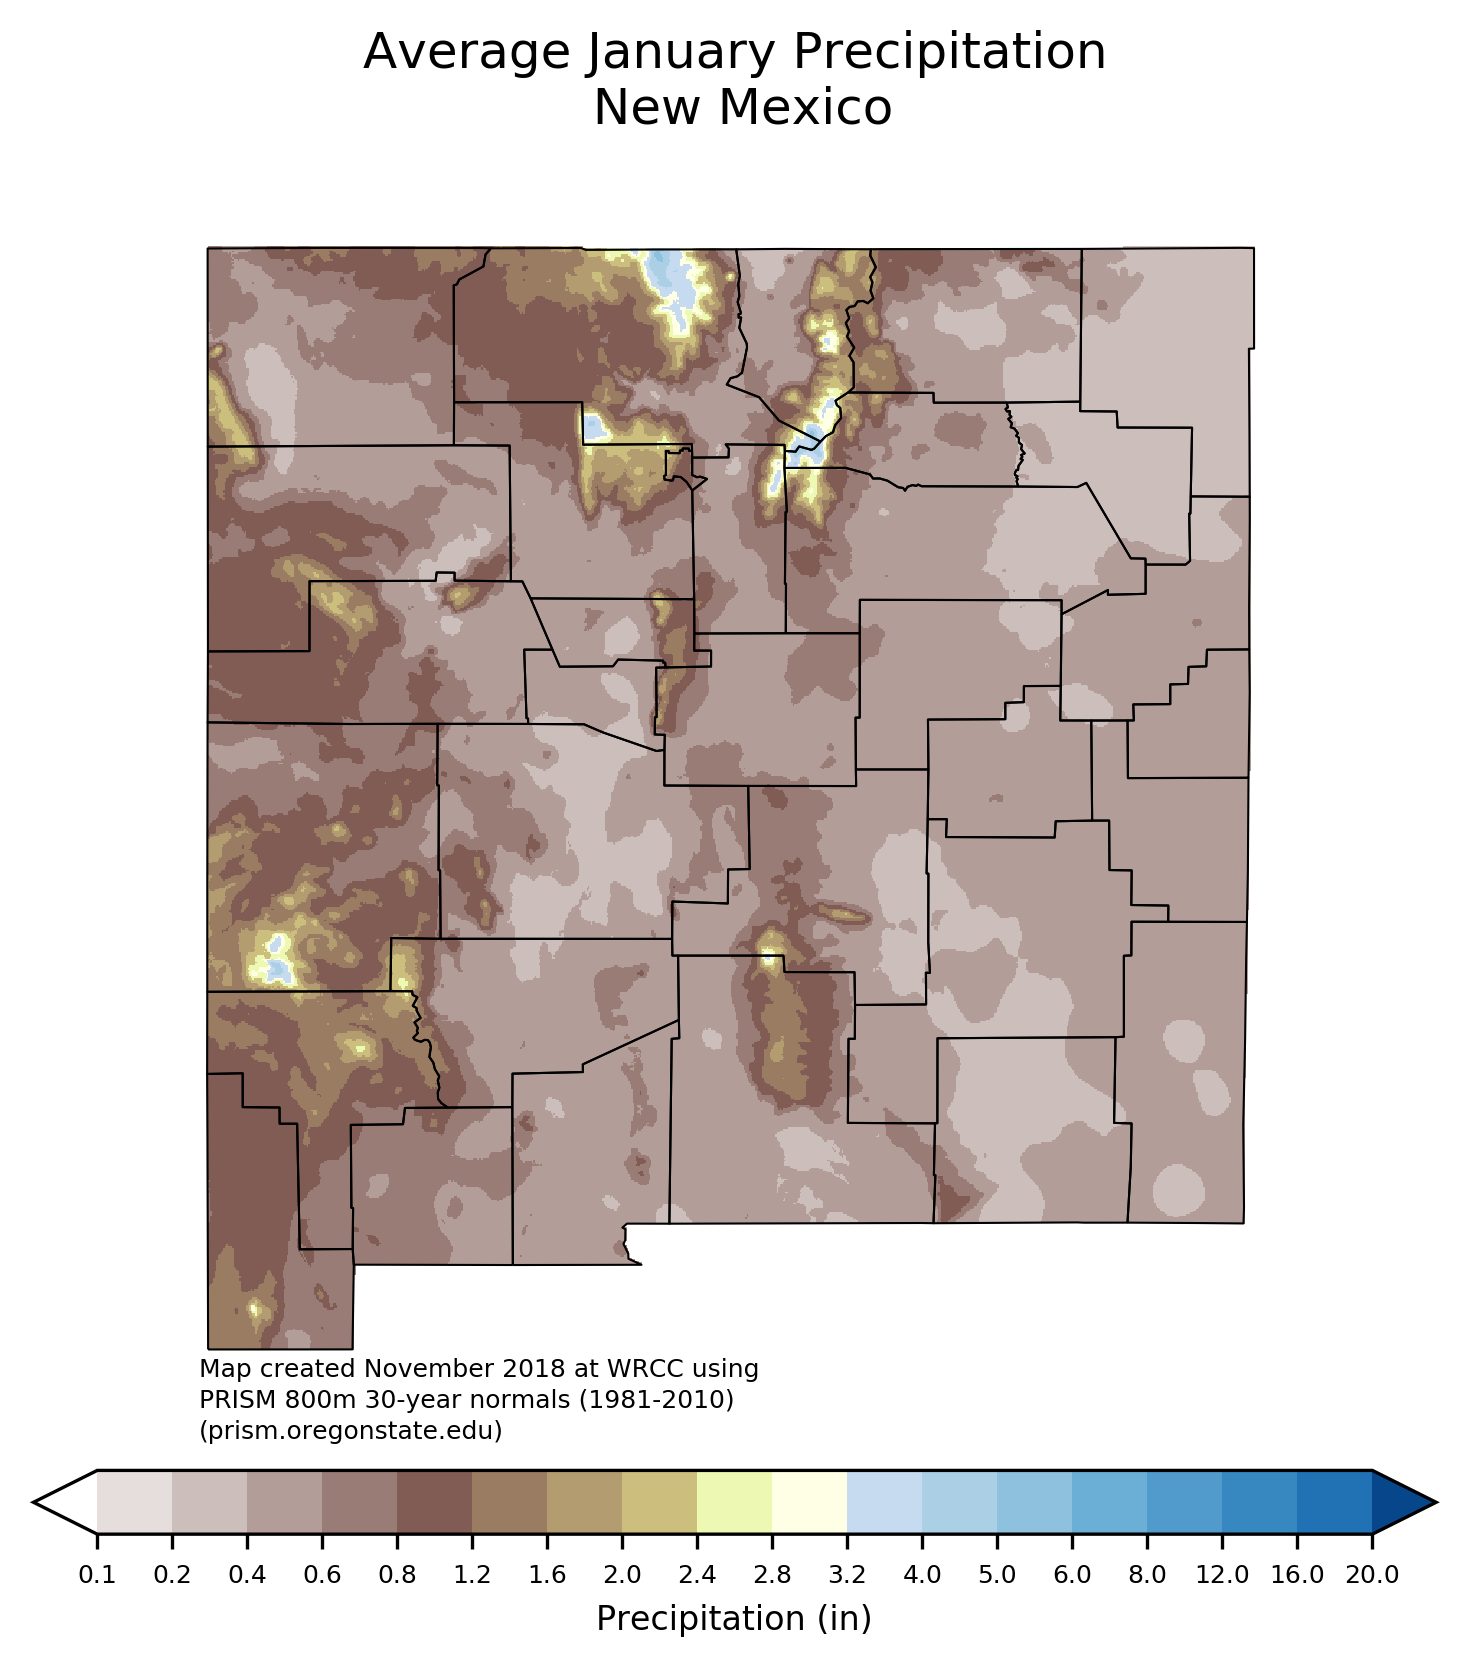 Average January Precipitation
New Mexico
Map created November 2018 at WRCC using
PRISM 800m 30-year normals (1981-2010)
(prism.oregonstate.edu)
0.1 0.2 0.4 0.6 0.8 1.2 1.6 2.0 2.4 2.8 3.2 4.0 5.0 6.0 8.0 12.0 16.0 20.0
Precipitation (in)